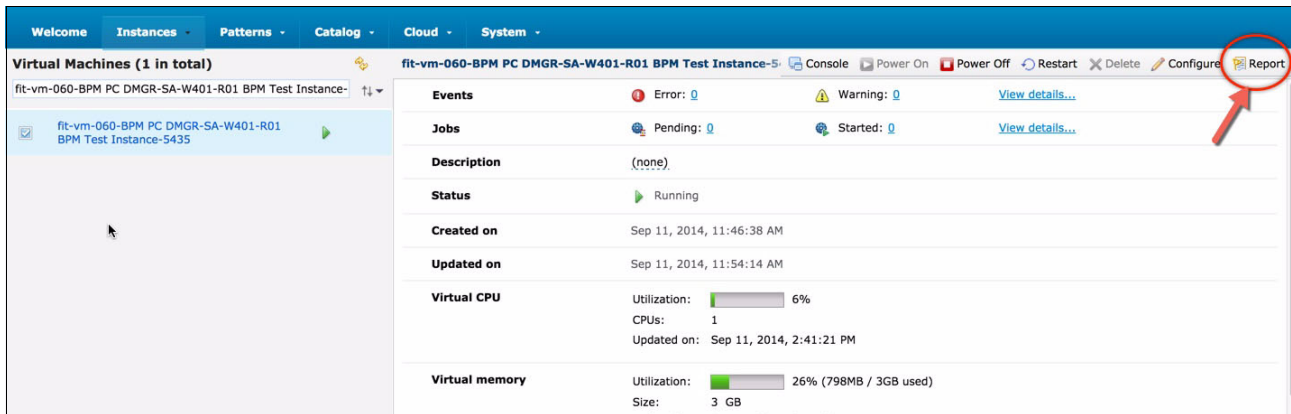 Welcome Instances Patterns Catalog Cloud System
Virtual Machines (1 in total)
fit-vm-060-BPM PC DMGR-SA-W401-R01 BPM Test Instance-
fit-vm-060-BPM PC DMGR-SA-W401-R01
BPM Test Instance-5435
fit-vm-060-BPM PC DMGR-SA-W401-R01 BPM Test Instance-5 Console Power On Power Off Restart Delete Configure Report
Events Error: 0 Warning: 0 View details...
Jobs Pending: 0 Started: 0 View details...
Description (none)
Status Running
Created on Sep 11, 2014, 11:46:38 AM
Updated on Sep 11, 2014, 11:54:14 AM
Virtual CPU Utilization: 6%
CPUs: 1
Updated on: Sep 11, 2014, 2:41:21 PM
Virtual memory Utilization: 26% (798MB / 3GB used)
Size: 3 GB